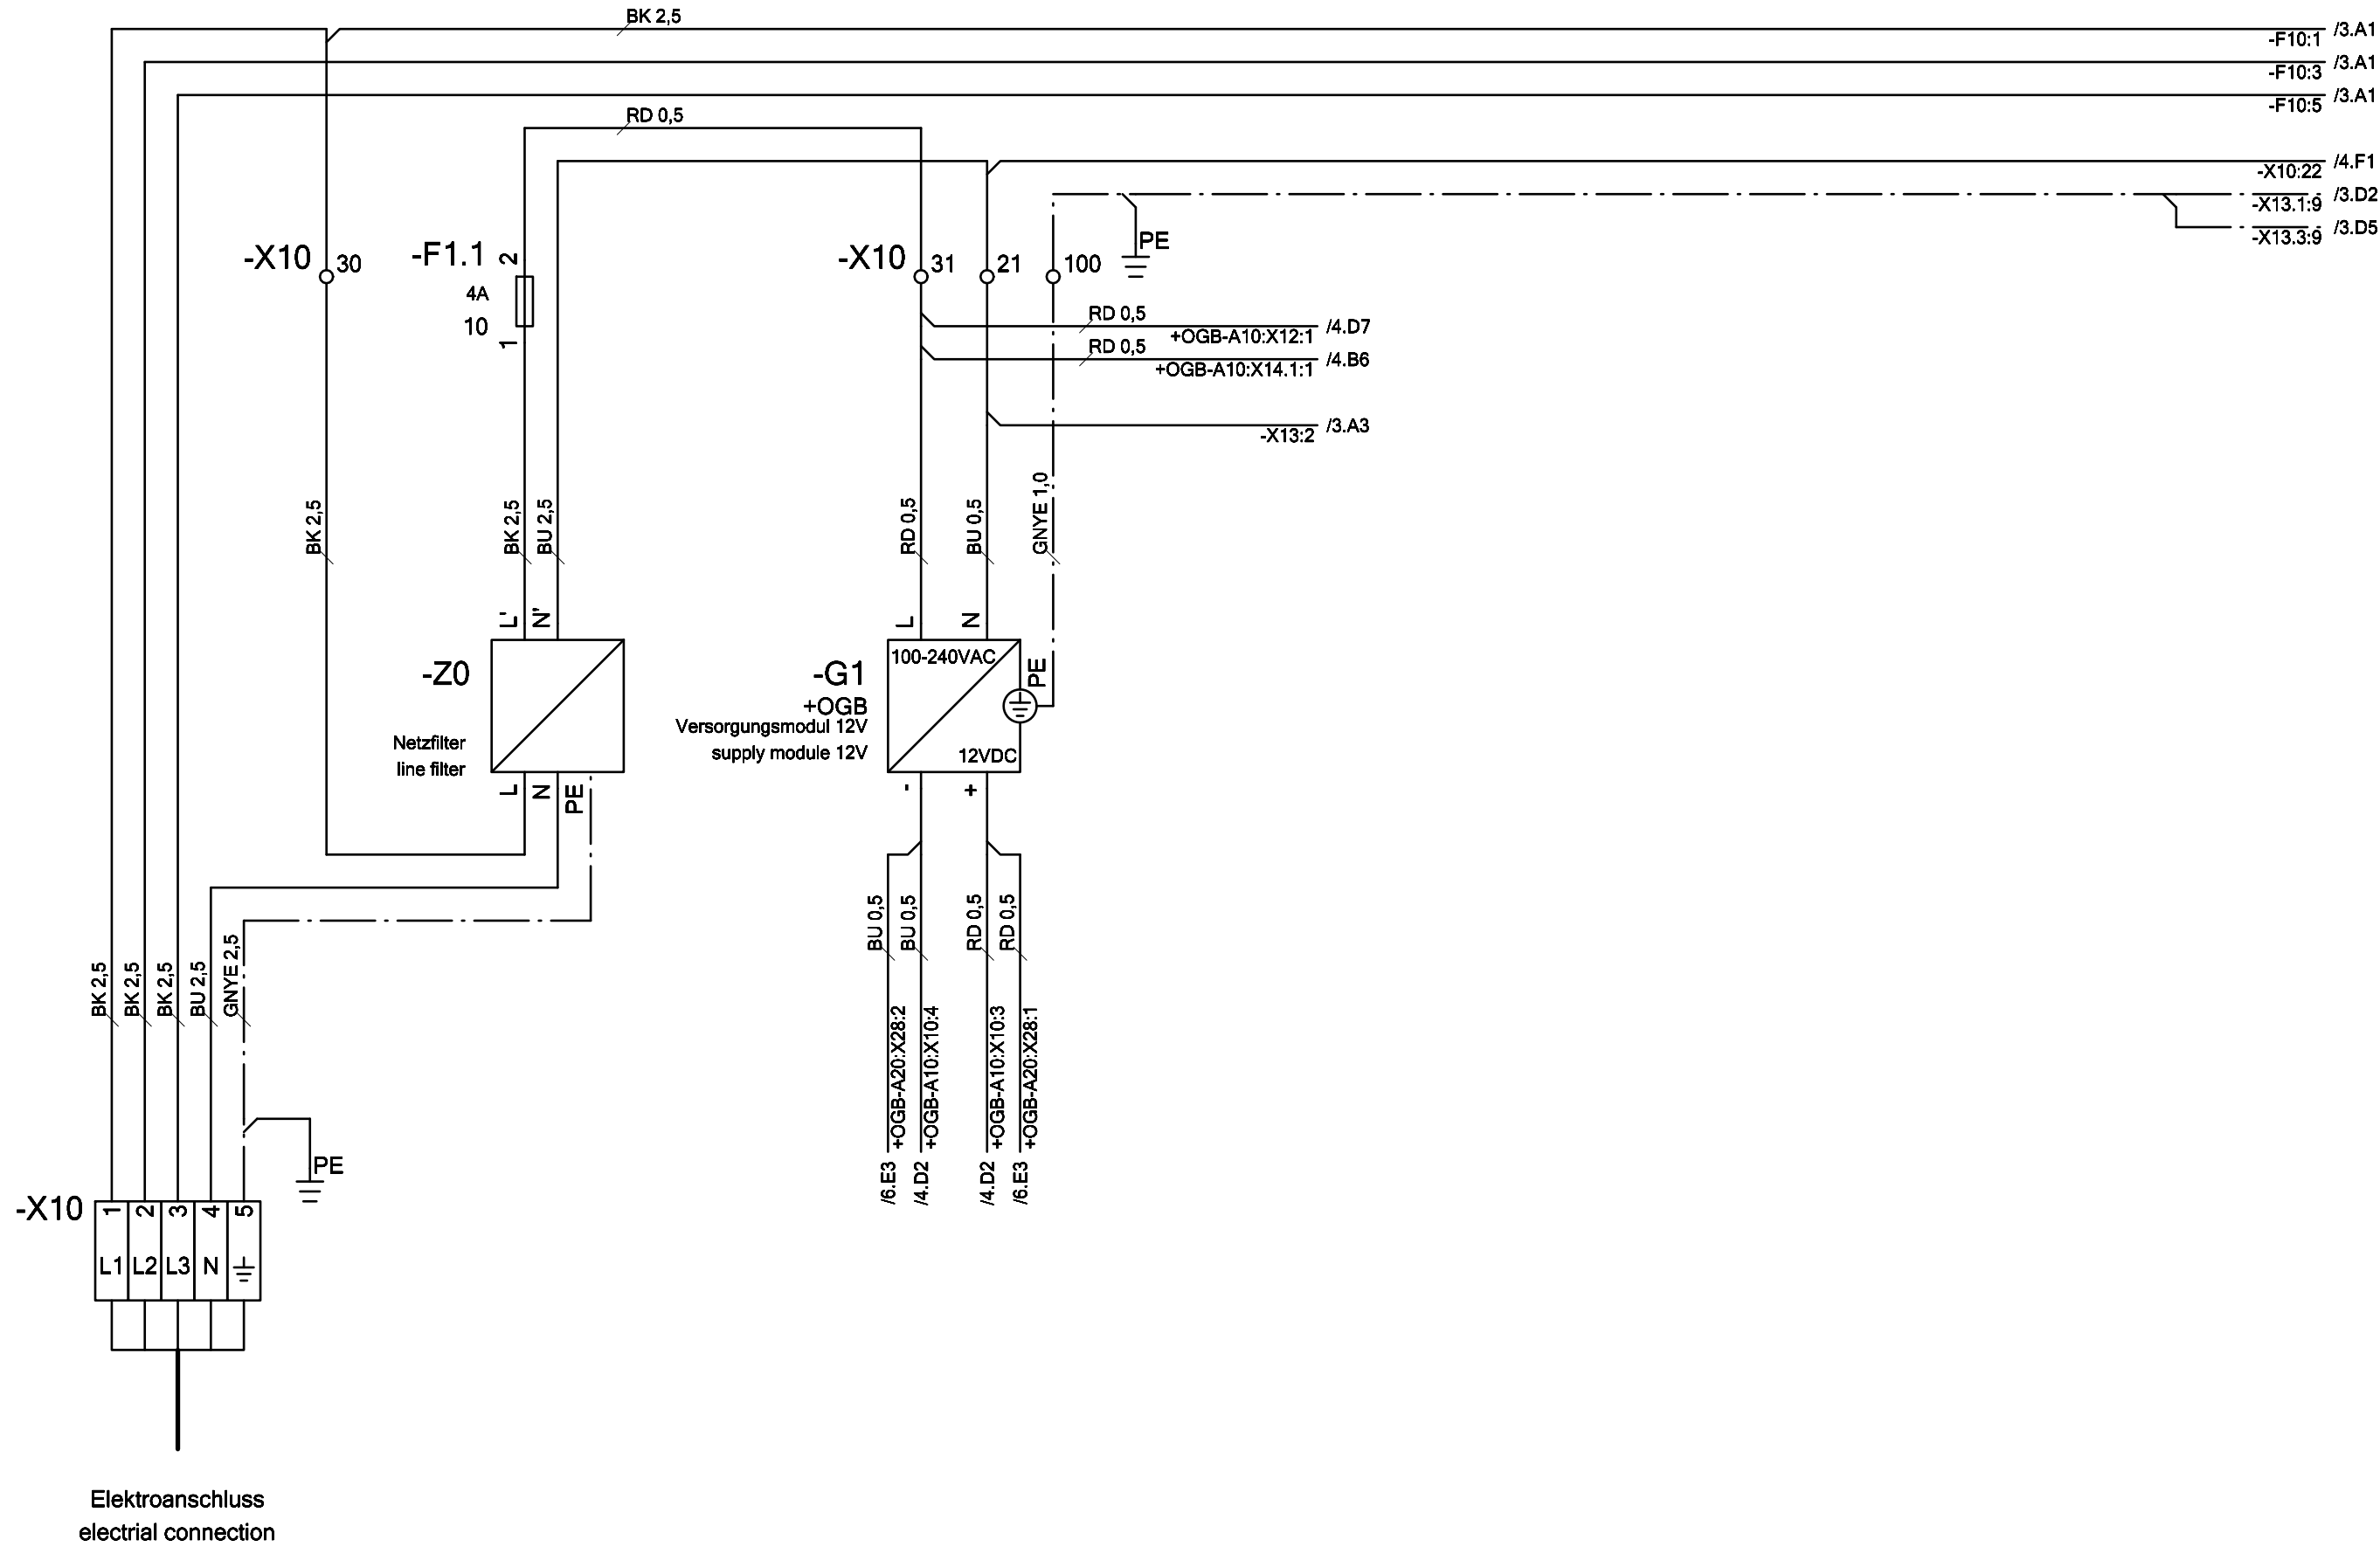 BK 2,5
/3.A1
-F10:1
/3.A1
-F10:3
/3.A1
-F10:5
RD 0,5
/4.F1
-X10:22
/3.D2
-X13.1:9
/3.D5
-X13.3:9
PE
-X10
30
-F1.1
2
4A
10
1
-X10
31
21
100
RD 0,5
+OGB-A10:X12:1
/4.D7
RD 0,5
+OGB-A10:X14.1:1
/4.B6
-X13:2
/3.A3
BK 2,5
BK 2,5
BU 2,5
RD 0,5
BU 0,5
GNYE 1,0
L'
N'
L
N
-Z0
Netzfilter
line filter
L
N
PE
-G1
+OGB
Versorgungsmodul 12V
supply module 12V
100-240VAC
12VDC
PE
-
+
BU 0,5
BU 0,5
RD 0,5
RD 0,5
+OGB-A20:X28:2
+OGB-A10:X10:4
+OGB-A10:X10:3
+OGB-A20:X28:1
/6.E3
/4.D2
/4.D2
/6.E3
BK 2,5
BK 2,5
BK 2,5
BU 2,5
GNYE 2,5
PE
-X10
1
2
3
4
5
L1
L2
L3
N
Elektroanschluss
electrial connection